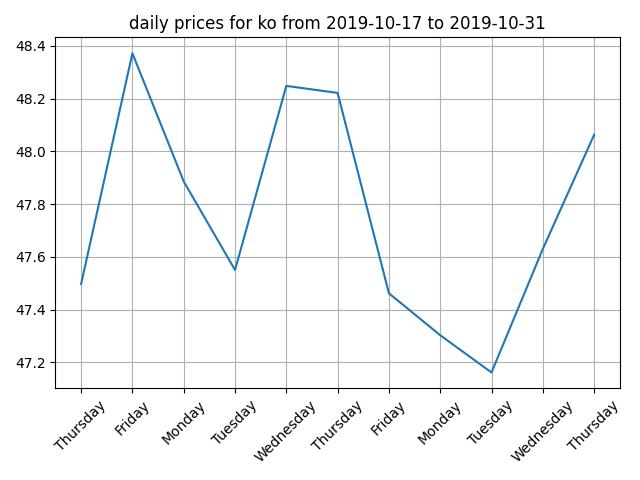 daily prices for ko from 2019-10-17 to 2019-10-31
48.4
48.2
48.0
47.8
47.6
47.4
47.2
Thursday
Friday
Monday
Tuesday
Wednesday
Thursday
Friday
Monday
Tuesday
Wednesday
Thursday